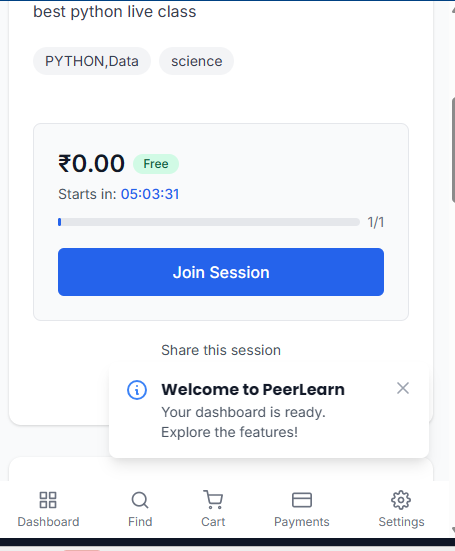 best python live class
PYTHON,Data science
₹0.00 Free
Starts in: 05:03:31
1/1
Join Session
Share this session
Welcome to PeerLearn
Your dashboard is ready.
Explore the features!
Dashboard Find Cart Payments Settings